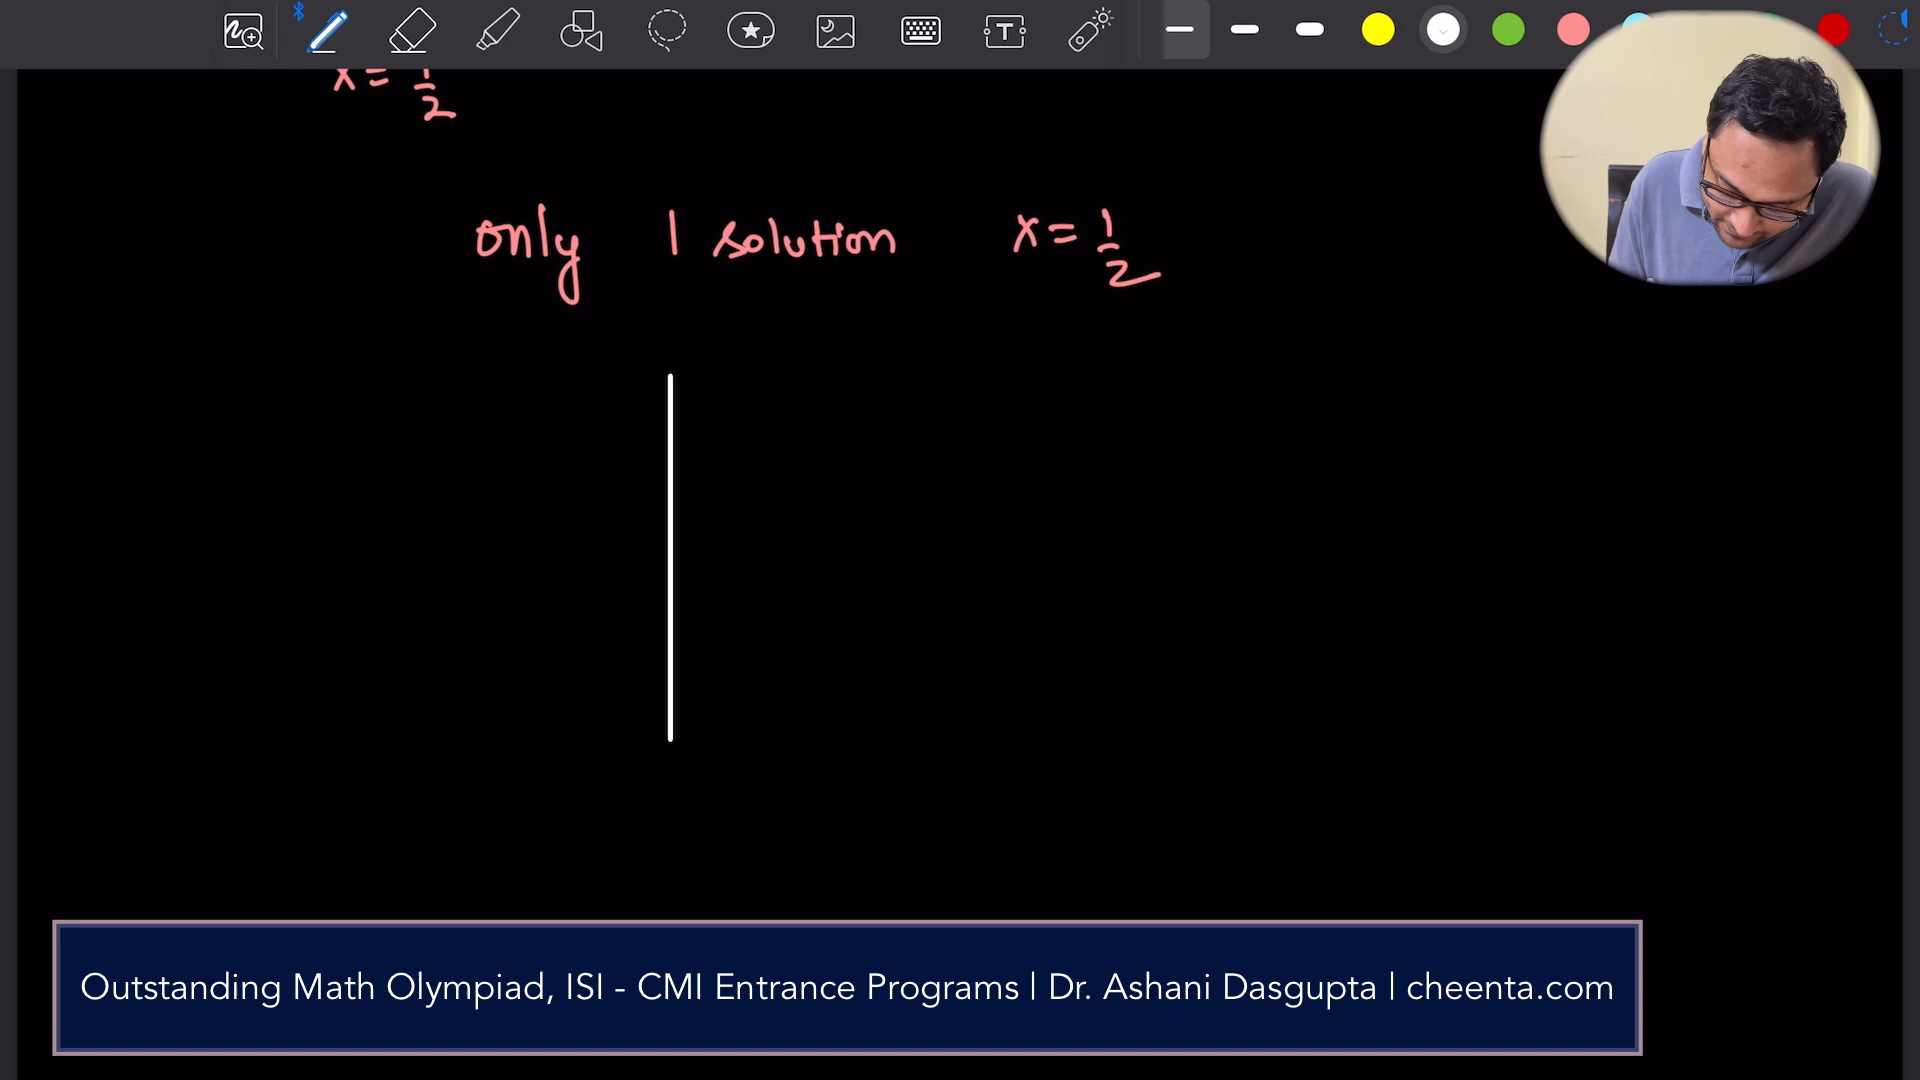 x = 1/2
only 1 solution x = 1/2
Outstanding Math Olympiad, ISI - CMI Entrance Programs | Dr. Ashani Dasgupta | cheenta.com